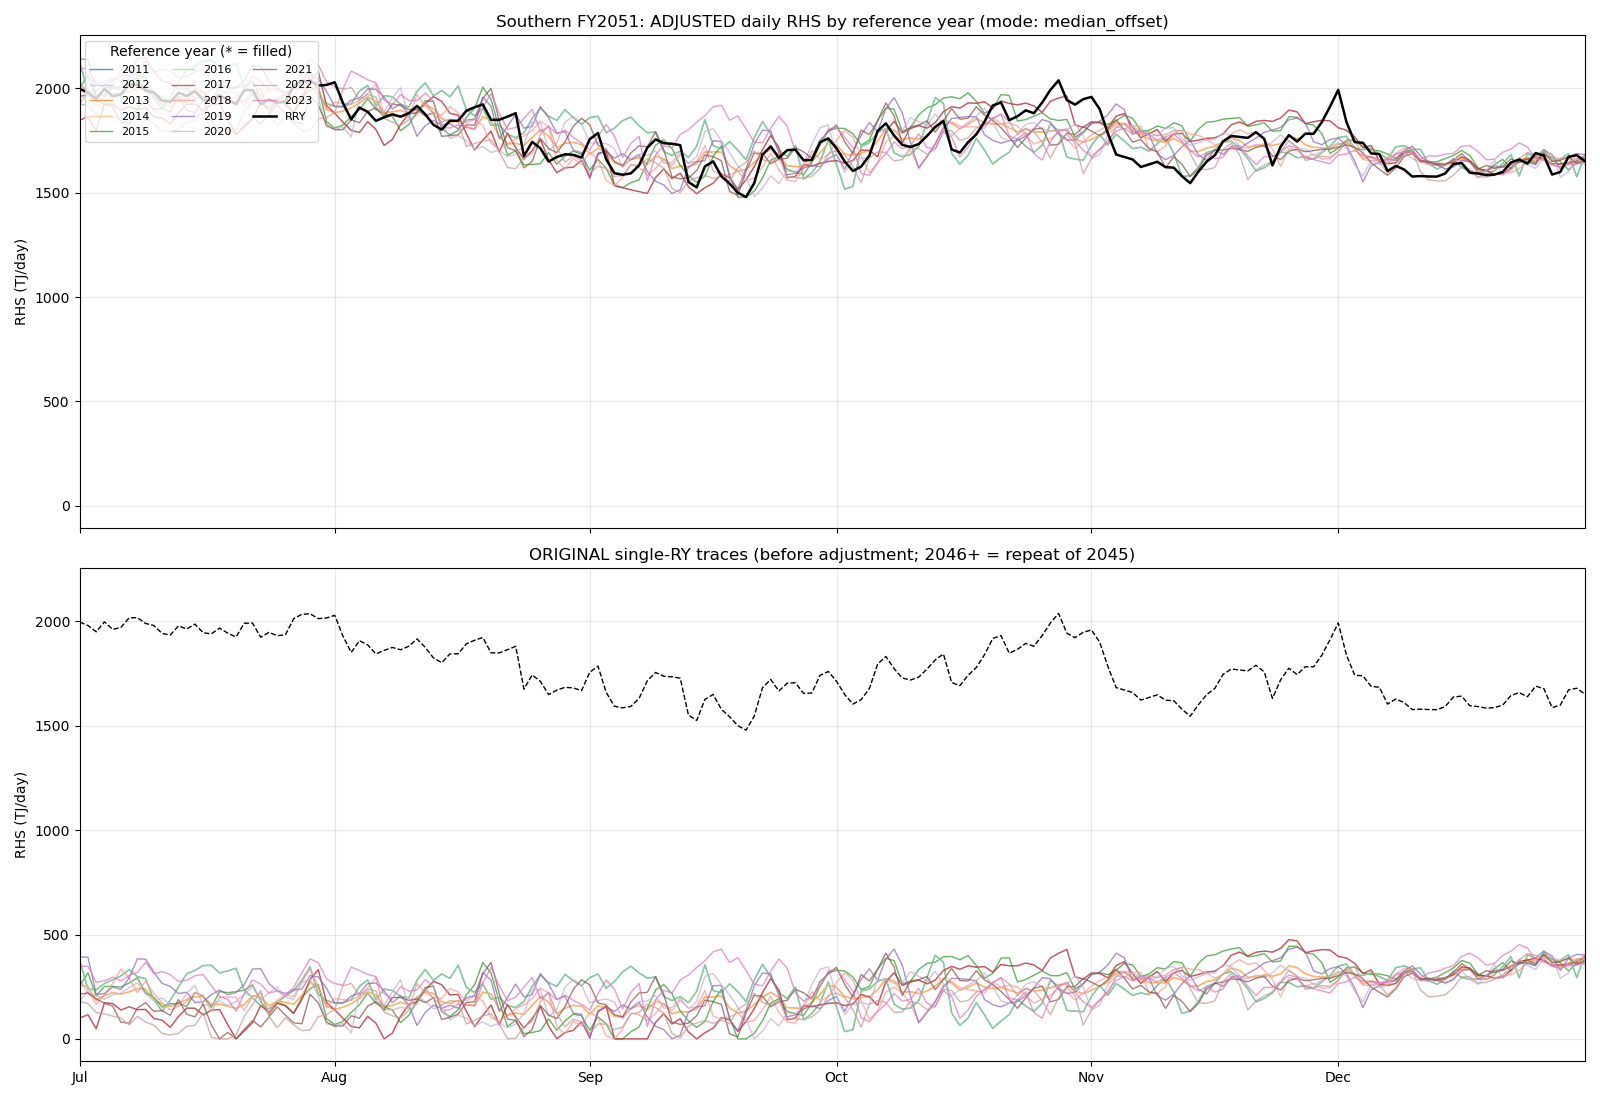 Southern FY2051: ADJUSTED daily RHS by reference year (mode: median_offset)
Reference year (* = filled)
2011 2016 2021
2012 2017 2022
2013 2018 2023
2014 2019 RRY
2015 2020
RHS (TJ/day)
2000
1500
1000
500
0
ORIGINAL single-RY traces (before adjustment; 2046+ = repeat of 2045)
RHS (TJ/day)
2000
1500
1000
500
0
Jul Aug Sep Oct Nov Dec